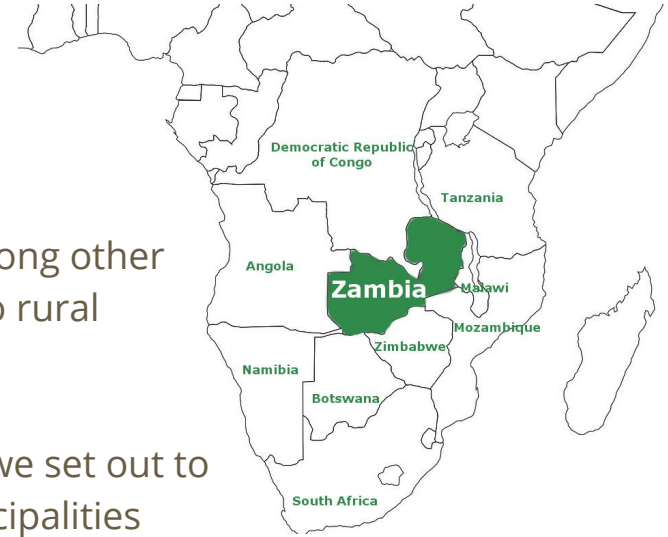 ong other
o rural
we set out to
cipalities
Democratic Republic
of Congo
Tanzania
Angola
Zambia
Malawi
Mozambique
Zimbabwe
Namibia
Botswana
South Africa